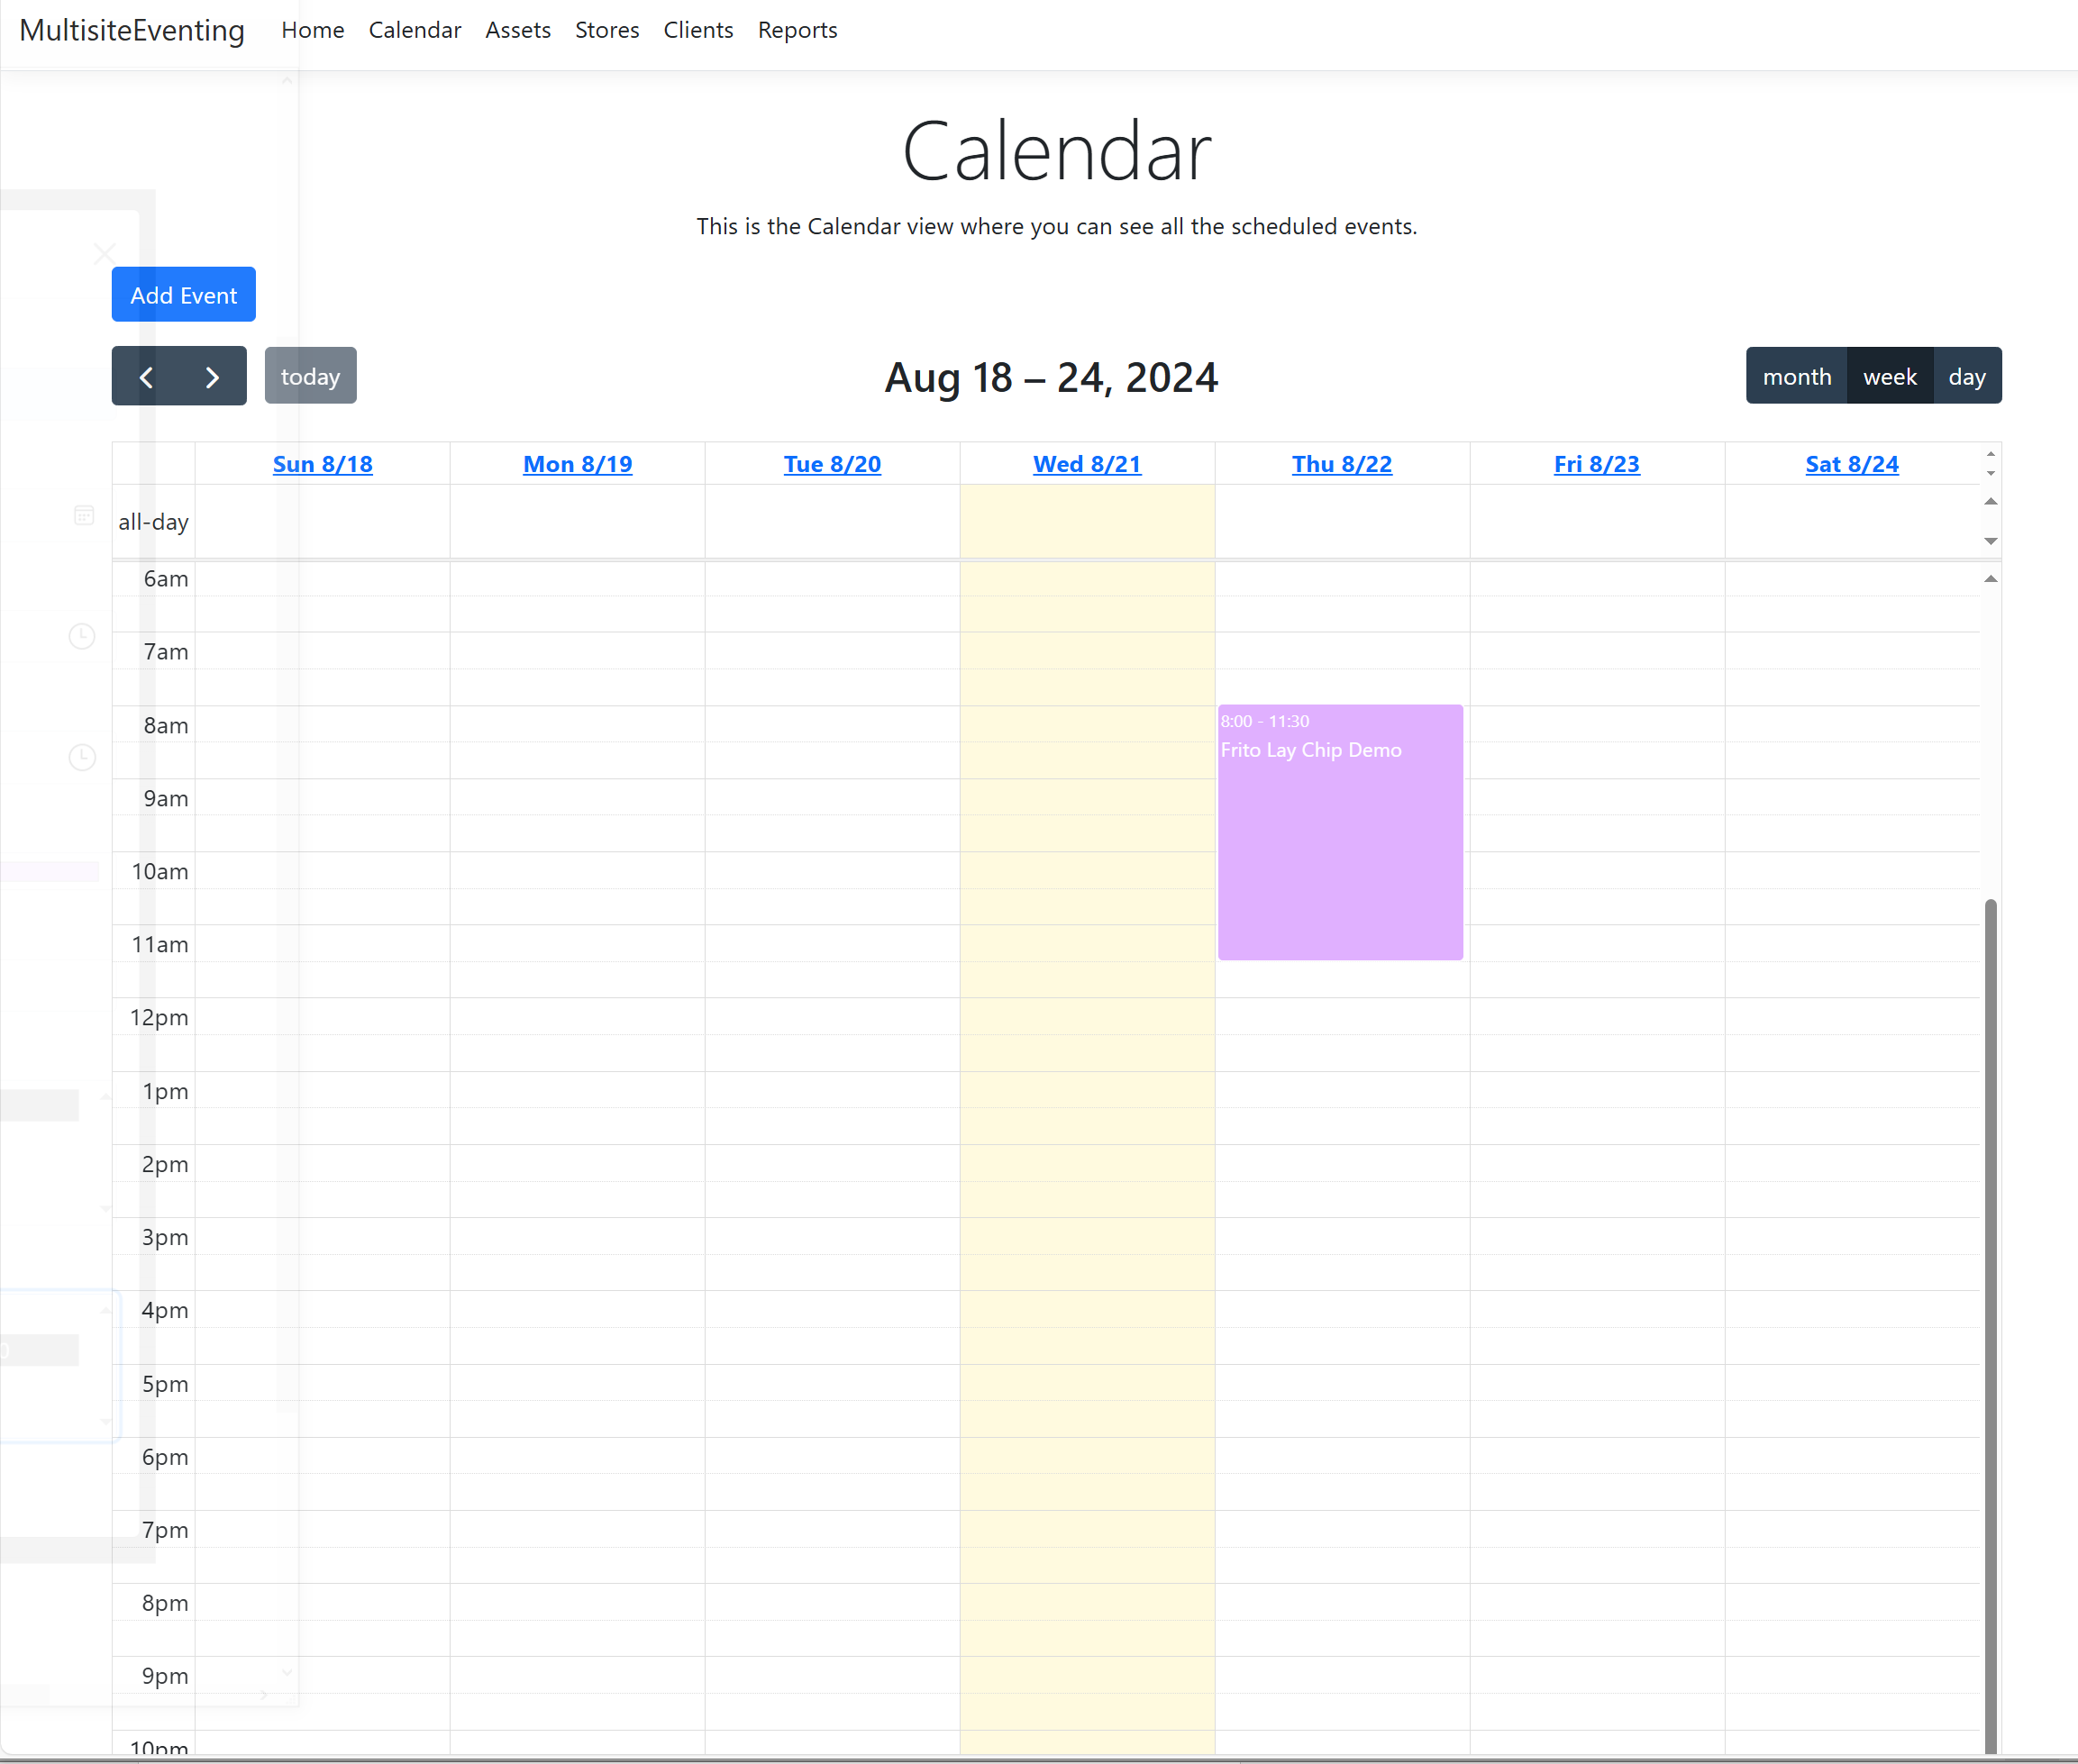 MultisiteEventing Home Calendar Assets Stores Clients Reports
Calendar
This is the Calendar view where you can see all the scheduled events.
Add Event
today
Aug 18 – 24, 2024
month week day
Sun 8/18 Mon 8/19 Tue 8/20 Wed 8/21 Thu 8/22 Fri 8/23 Sat 8/24
all-day
6am
7am
8am
8:00 - 11:30
Frito Lay Chip Demo
9am
10am
11am
12pm
1pm
2pm
3pm
4pm
5pm
6pm
7pm
8pm
9pm
10pm